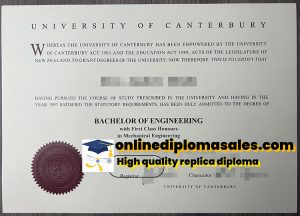 UNIVERSITY OF CANTERBURY
WHEREAS THE UNIVERSITY OF CANTERBURY HAS BEEN EMPOWERED BY THE UNIVERSITY
OF CANTERBURY ACT 1961 AND THE EDUCATION ACT 1989, ACTS OF THE LEGISLATURE OF
NEW ZEALAND, TO GRANT DEGREES OF THE UNIVERSITY: NOW THEREFORE THIS IS TO CERTIFY THAT
HAVING PURSUED THE COURSE OF STUDY PRESCRIBED IN THE UNIVERSITY AND HAVING IN THE
YEAR 1997 SATISFIED THE STATUTORY REQUIREMENTS, HAS BEEN DULY ADMITTED TO THE DEGREE OF
BACHELOR OF ENGINEERING
with First Class Honours
in Mechanical Engineering
onlinediplomasales.com
High quality replica diploma
Registrar
Chancellor
UNIVERSITY OF CANTERBURY